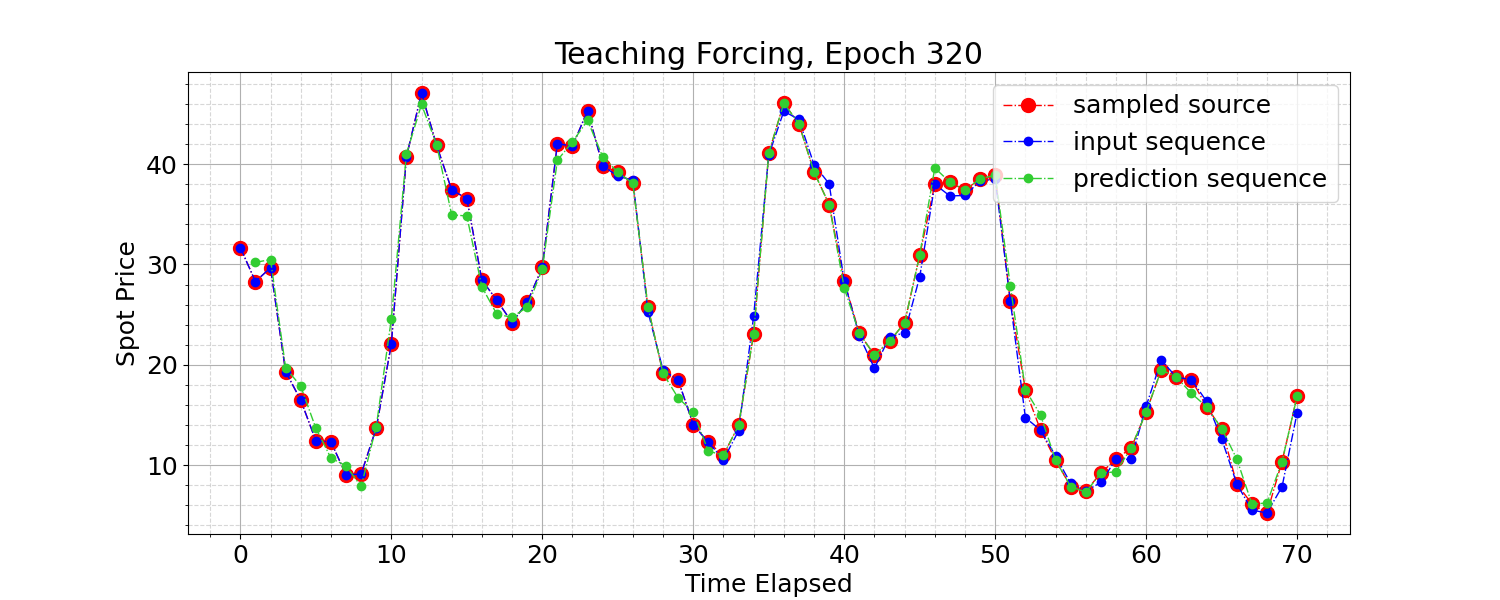 Teaching Forcing, Epoch 320
sampled source
input sequence
prediction sequence
Spot Price
40
30
20
10
0 10 20 30 40 50 60 70
Time Elapsed